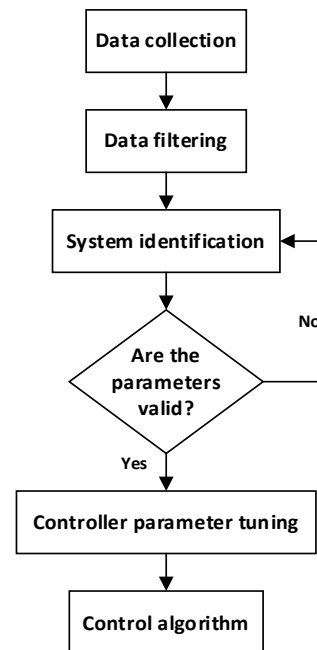 Data collection
Data filtering
System identification
No
Are the
parameters
valid?
Yes
Controller parameter tuning
Control algorithm